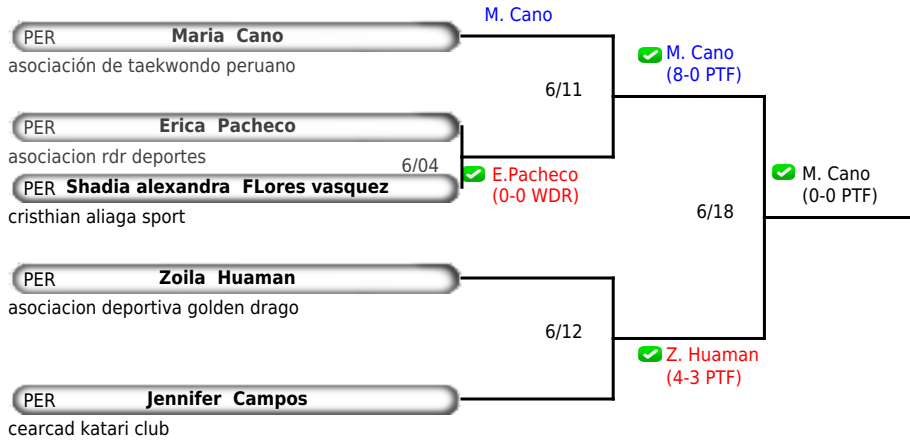 M. Cano
PER Maria Cano
asociación de taekwondo peruano
M. Cano
(8-0 PTF)
6/11
PER Erica Pacheco
asociacion rdr deportes
6/04
E.Pacheco
(0-0 WDR)
PER Shadia alexandra FLores vasquez
cristhian aliaga sport
M. Cano
(0-0 PTF)
6/18
PER Zoila Huaman
asociacion deportiva golden drago
6/12
Z. Huaman
(4-3 PTF)
PER Jennifer Campos
cearcad katari club